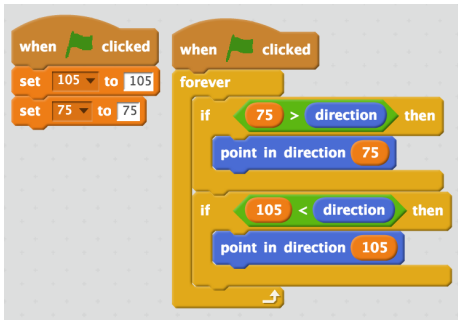 when clicked
set 105 to 105
set 75 to 75
when clicked
forever
if 75 > direction then
point in direction 75
if 105 < direction then
point in direction 105